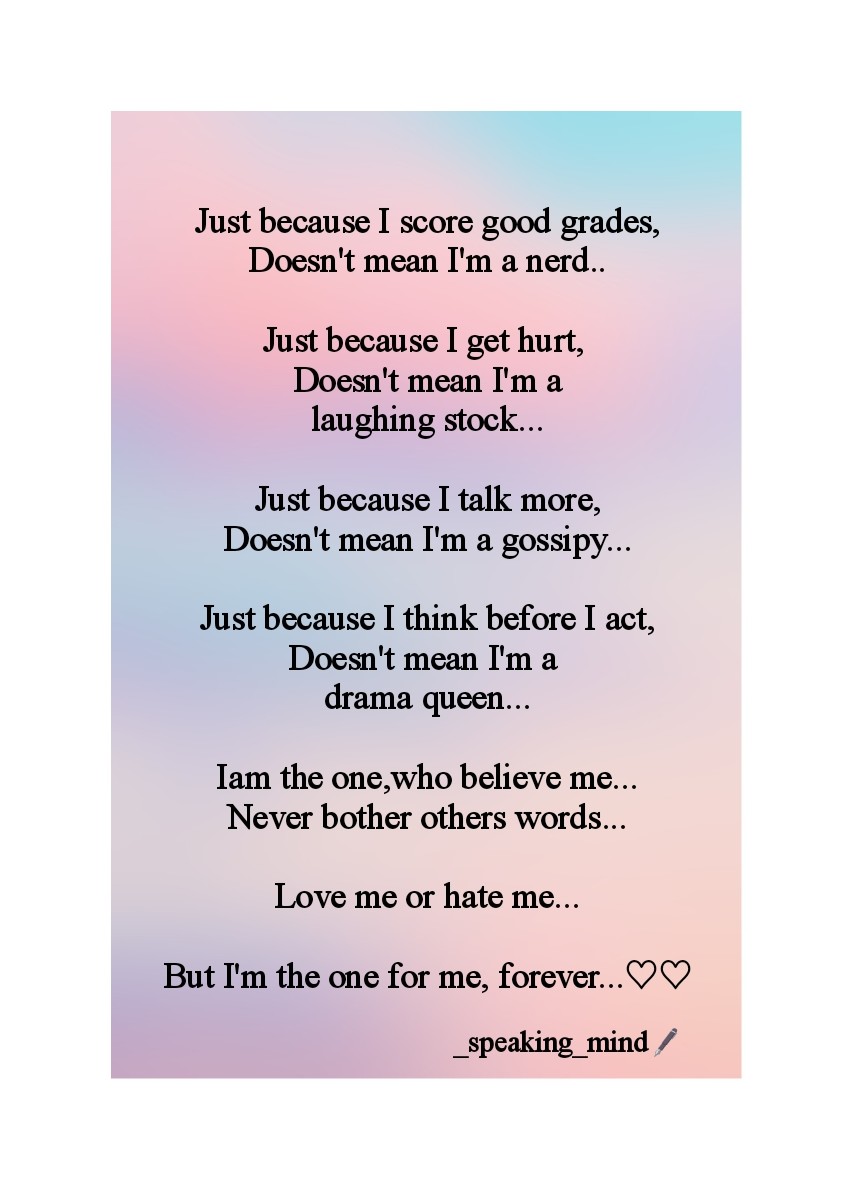 Just because I score good grades,
Doesn't mean I'm a nerd..
Just because I get hurt,
Doesn't mean I'm a
laughing stock...
Just because I talk more,
Doesn't mean I'm a gossipy...
Just because I think before I act,
Doesn't mean I'm a
drama queen...
Iam the one,who believe me...
Never bother others words...
Love me or hate me...
But I'm the one for me, forever...♡♡
_speaking_mind🖋